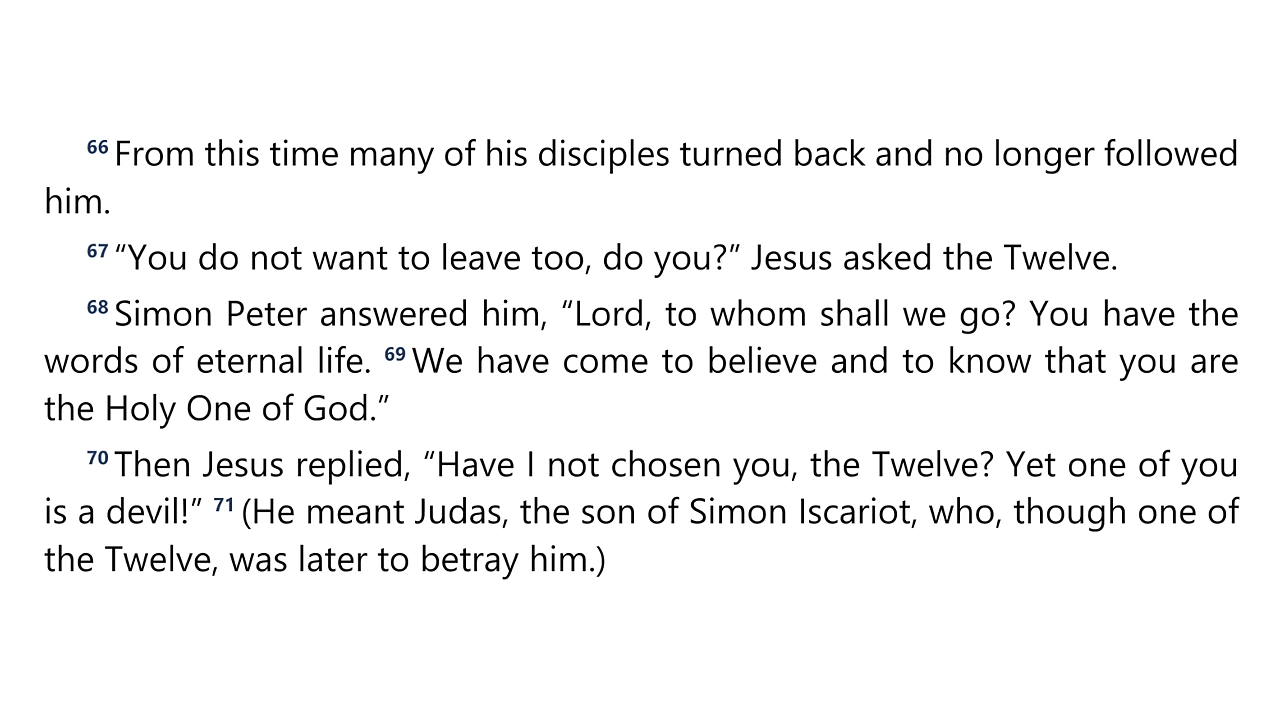 66 From this time many of his disciples turned back and no longer followed
him.
67 “You do not want to leave too, do you?” Jesus asked the Twelve.
68 Simon Peter answered him, “Lord, to whom shall we go? You have the
words of eternal life. 69 We have come to believe and to know that you are
the Holy One of God.”
70 Then Jesus replied, “Have I not chosen you, the Twelve? Yet one of you
is a devil!” 71 (He meant Judas, the son of Simon Iscariot, who, though one of
the Twelve, was later to betray him.)